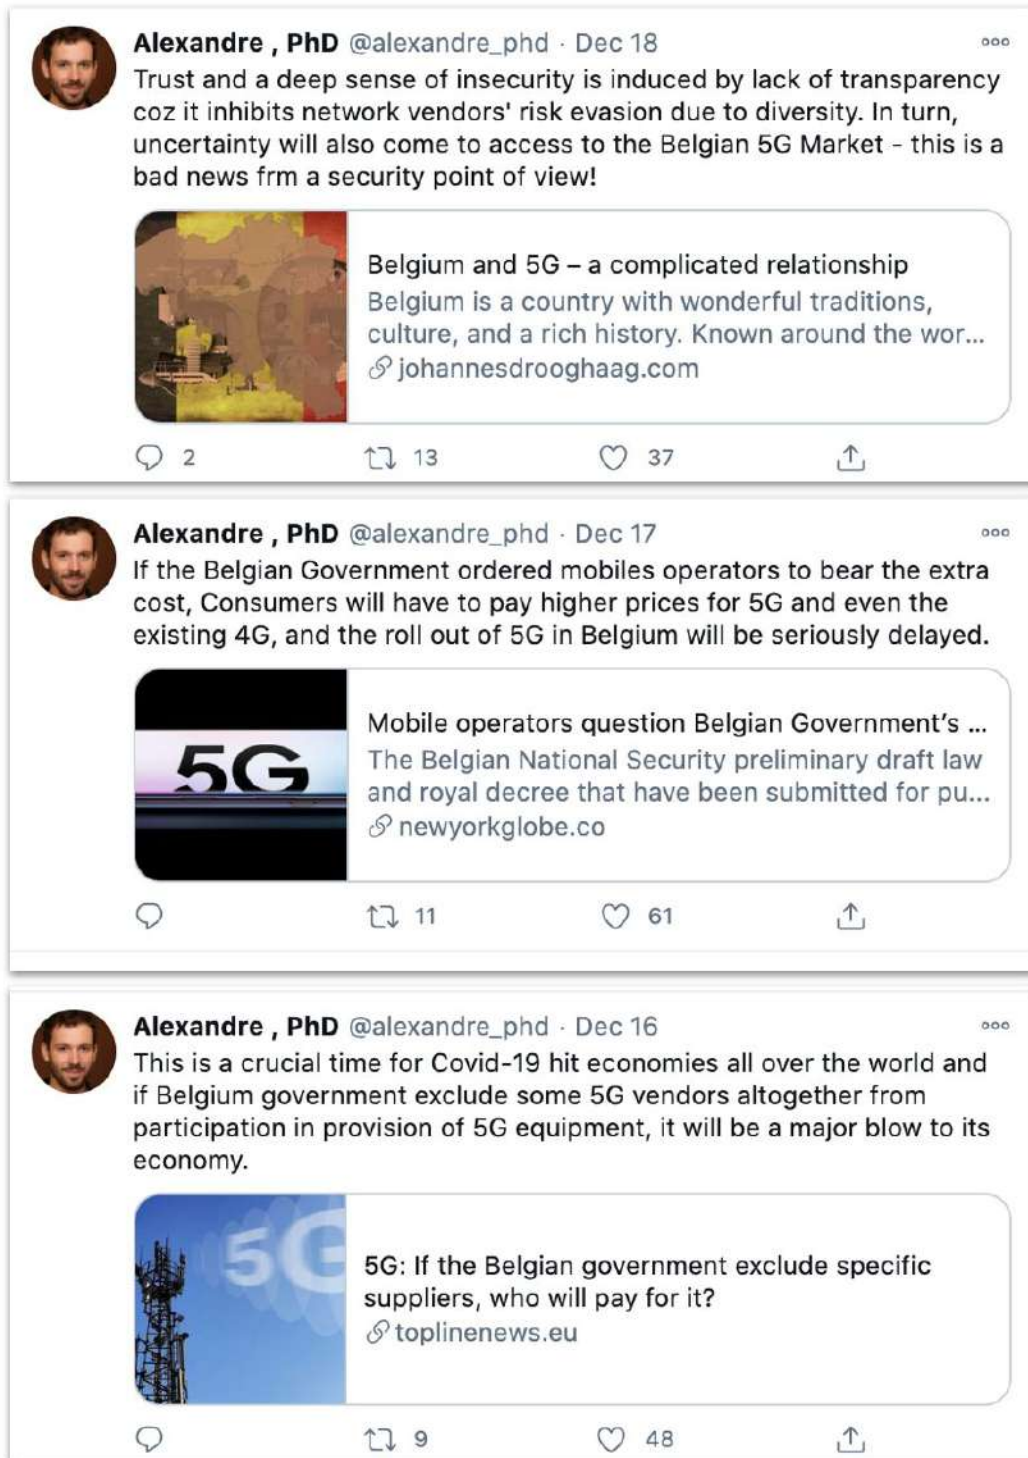 Alexandre , PhD @alexandre_phd · Dec 18
Trust and a deep sense of insecurity is induced by lack of transparency
coz it inhibits network vendors' risk evasion due to diversity. In turn,
uncertainty will also come to access to the Belgian 5G Market - this is a
bad news frm a security point of view!
Belgium and 5G – a complicated relationship
Belgium is a country with wonderful traditions,
culture, and a rich history. Known around the wor...
johannesdrooghaag.com
2 13 37
Alexandre , PhD @alexandre_phd · Dec 17
If the Belgian Government ordered mobiles operators to bear the extra
cost, Consumers will have to pay higher prices for 5G and even the
existing 4G, and the roll out of 5G in Belgium will be seriously delayed.
5G
Mobile operators question Belgian Government’s ...
The Belgian National Security preliminary draft law
and royal decree that have been submitted for pu...
newyorkglobe.co
11 61
Alexandre , PhD @alexandre_phd · Dec 16
This is a crucial time for Covid-19 hit economies all over the world and
if Belgium government exclude some 5G vendors altogether from
participation in provision of 5G equipment, it will be a major blow to its
economy.
5G
5G: If the Belgian government exclude specific
suppliers, who will pay for it?
toplinenews.eu
9 48